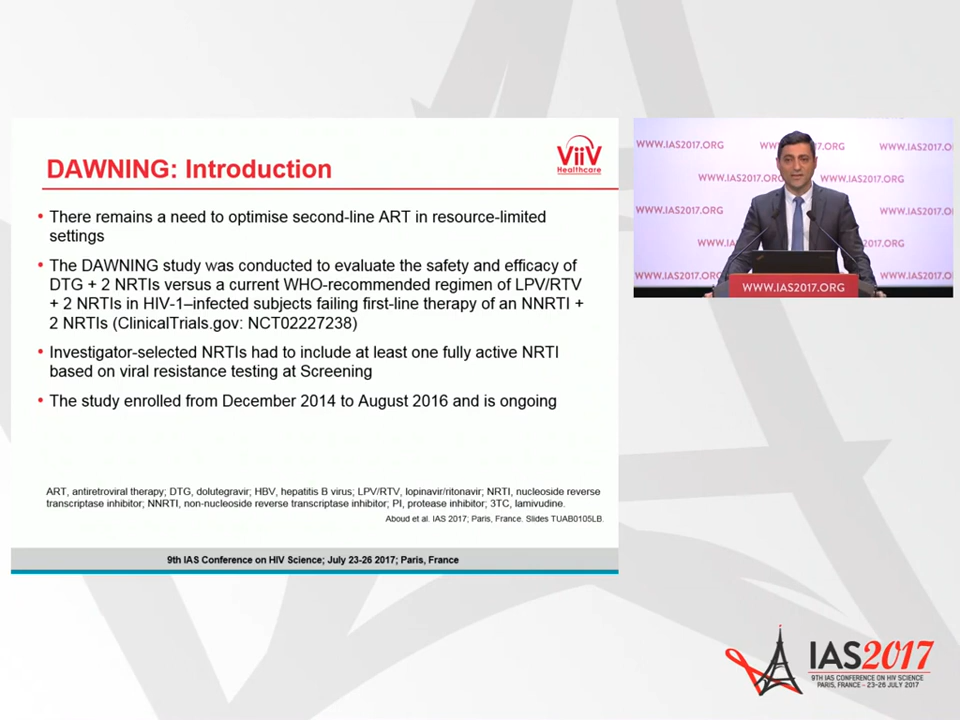 DAWNING: Introduction
ViiV
Healthcare
• There remains a need to optimise second-line ART in resource-limited
settings
• The DAWNING study was conducted to evaluate the safety and efficacy of
DTG + 2 NRTIs versus a current WHO-recommended regimen of LPV/RTV
+ 2 NRTIs in HIV-1–infected subjects failing first-line therapy of an NNRTI +
2 NRTIs (ClinicalTrials.gov: NCT02227238)
• Investigator-selected NRTIs had to include at least one fully active NRTI
based on viral resistance testing at Screening
• The study enrolled from December 2014 to August 2016 and is ongoing
ART, antiretroviral therapy; DTG, dolutegravir; HBV, hepatitis B virus; LPV/RTV, lopinavir/ritonavir; NRTI, nucleoside reverse
transcriptase inhibitor; NNRTI, non-nucleoside reverse transcriptase inhibitor; PI, protease inhibitor; 3TC, lamivudine.
Aboud et al. IAS 2017; Paris, France. Slides TUAB0105LB.
9th IAS Conference on HIV Science; July 23-26 2017; Paris, France
WWW.IAS2017.ORG WWW.IAS2017.O
WWW.IAS2017.ORG WWW.IAS2017.ORG
WWW.IAS2017.ORG WWW.IAS2017.O
WWW.IAS2017.ORG
IAS2017
9TH IAS CONFERENCE ON HIV SCIENCE
PARIS, FRANCE – 23-26 JULY 2017